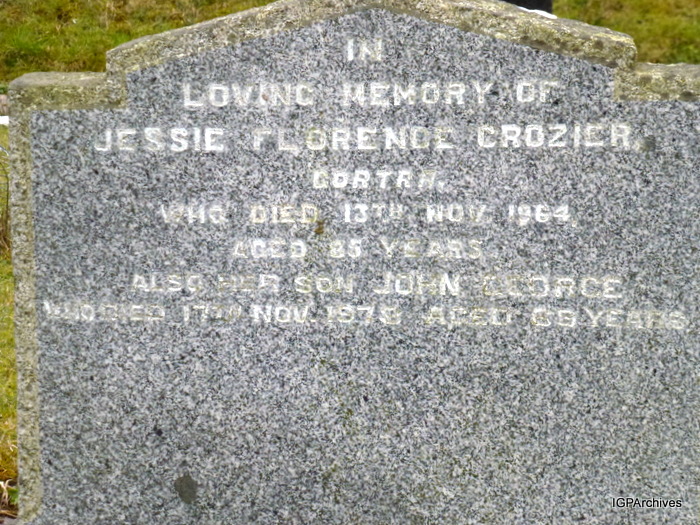 IN
LOVING MEMORY OF
JESSIE FLORENCE CROZIER,
GORTRA,
WHO DIED 13TH NOV. 1964,
AGED 85 YEARS.
ALSO HER SON JOHN GEORGE
WHO DIED 17TH NOV. 1978 AGED 69 YEARS
IGPArchives